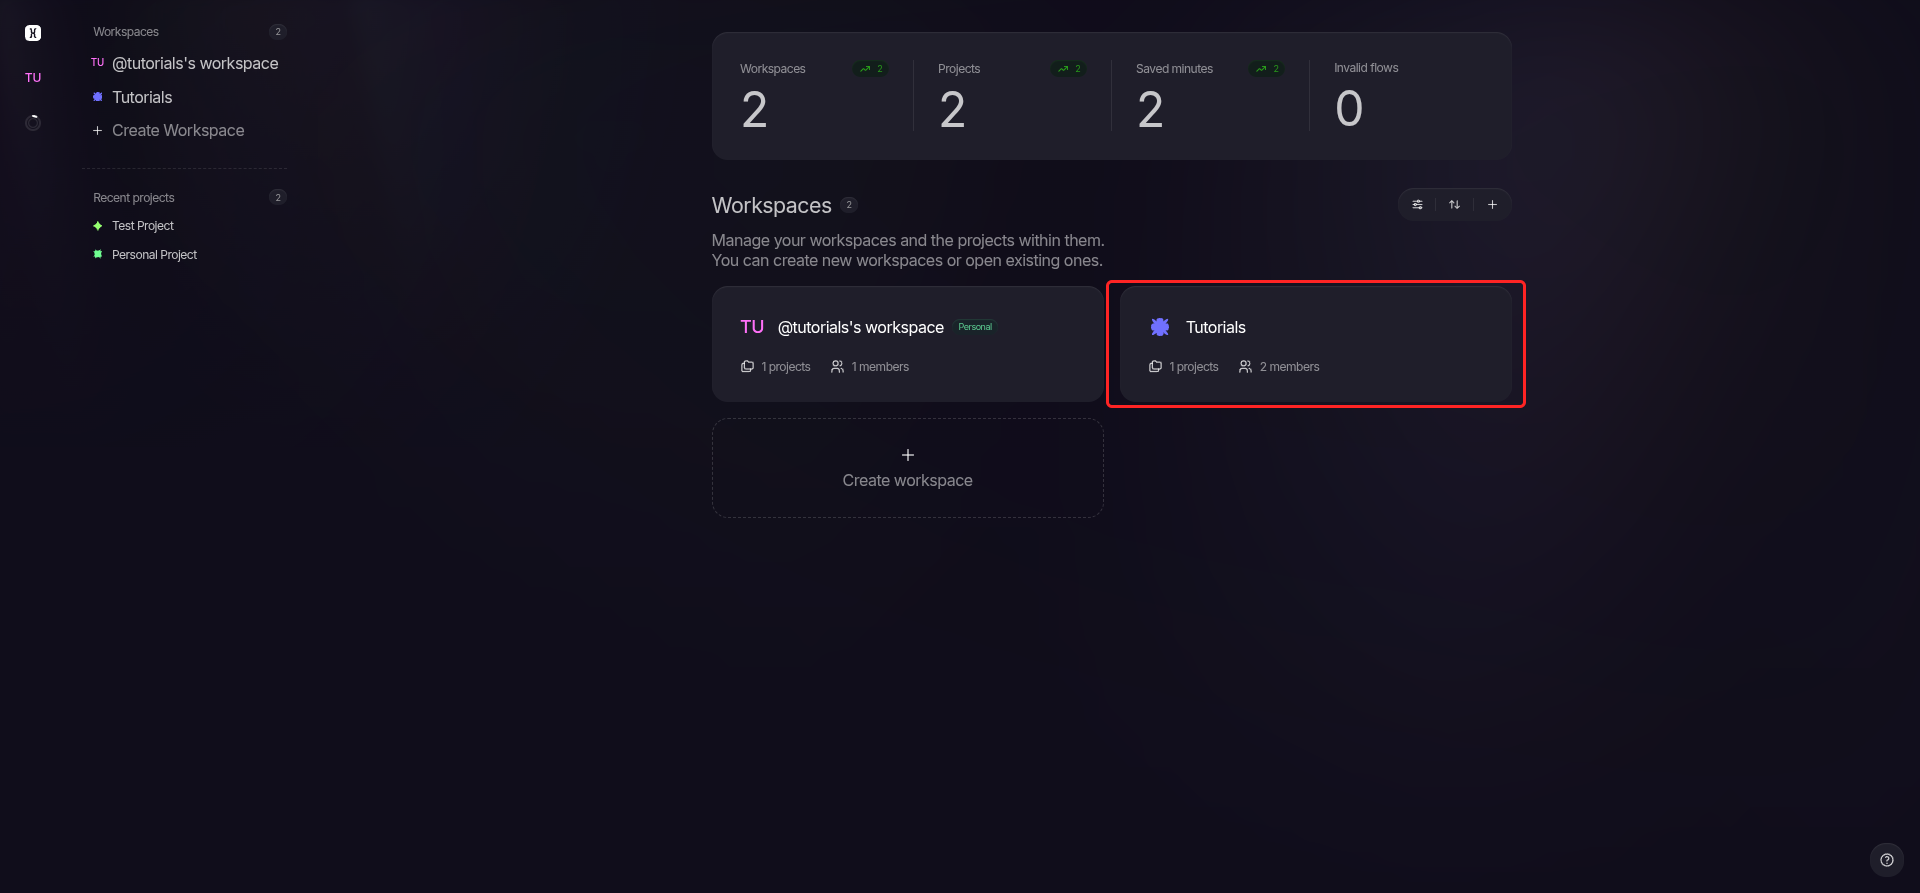 Workspaces 2
TU @tutorials's workspace
TU
Tutorials
Create Workspace
Recent projects 2
Test Project
Personal Project
Workspaces 2
2
Projects 2
2
Saved minutes 2
2
Invalid flows
0
Workspaces 2
Manage your workspaces and the projects within them.
You can create new workspaces or open existing ones.
TU @tutorials's workspace Personal
1 projects 1 members
Tutorials
1 projects 2 members
Create workspace